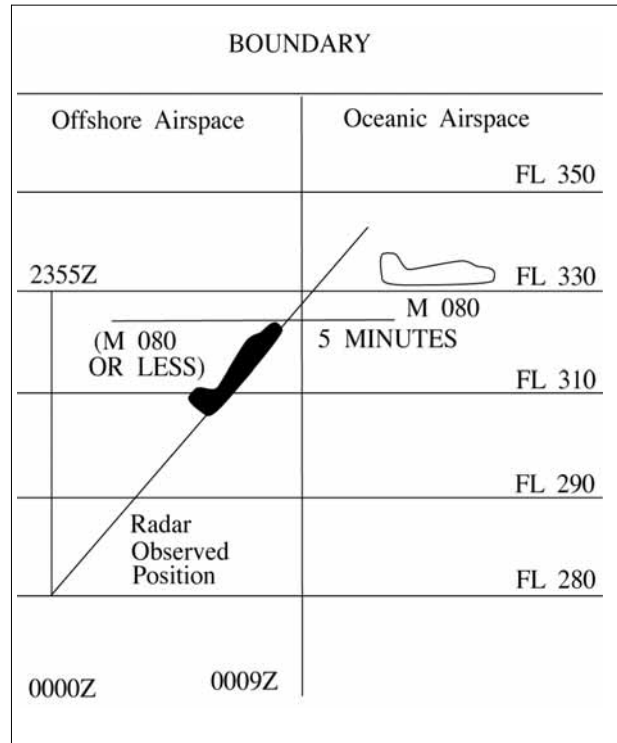 BOUNDARY
Offshore Airspace
Oceanic Airspace
FL 350
2355Z
FL 330
M 080
(M 080
OR LESS)
5 MINUTES
FL 310
FL 290
Radar
Observed
Position
FL 280
0000Z
0009Z